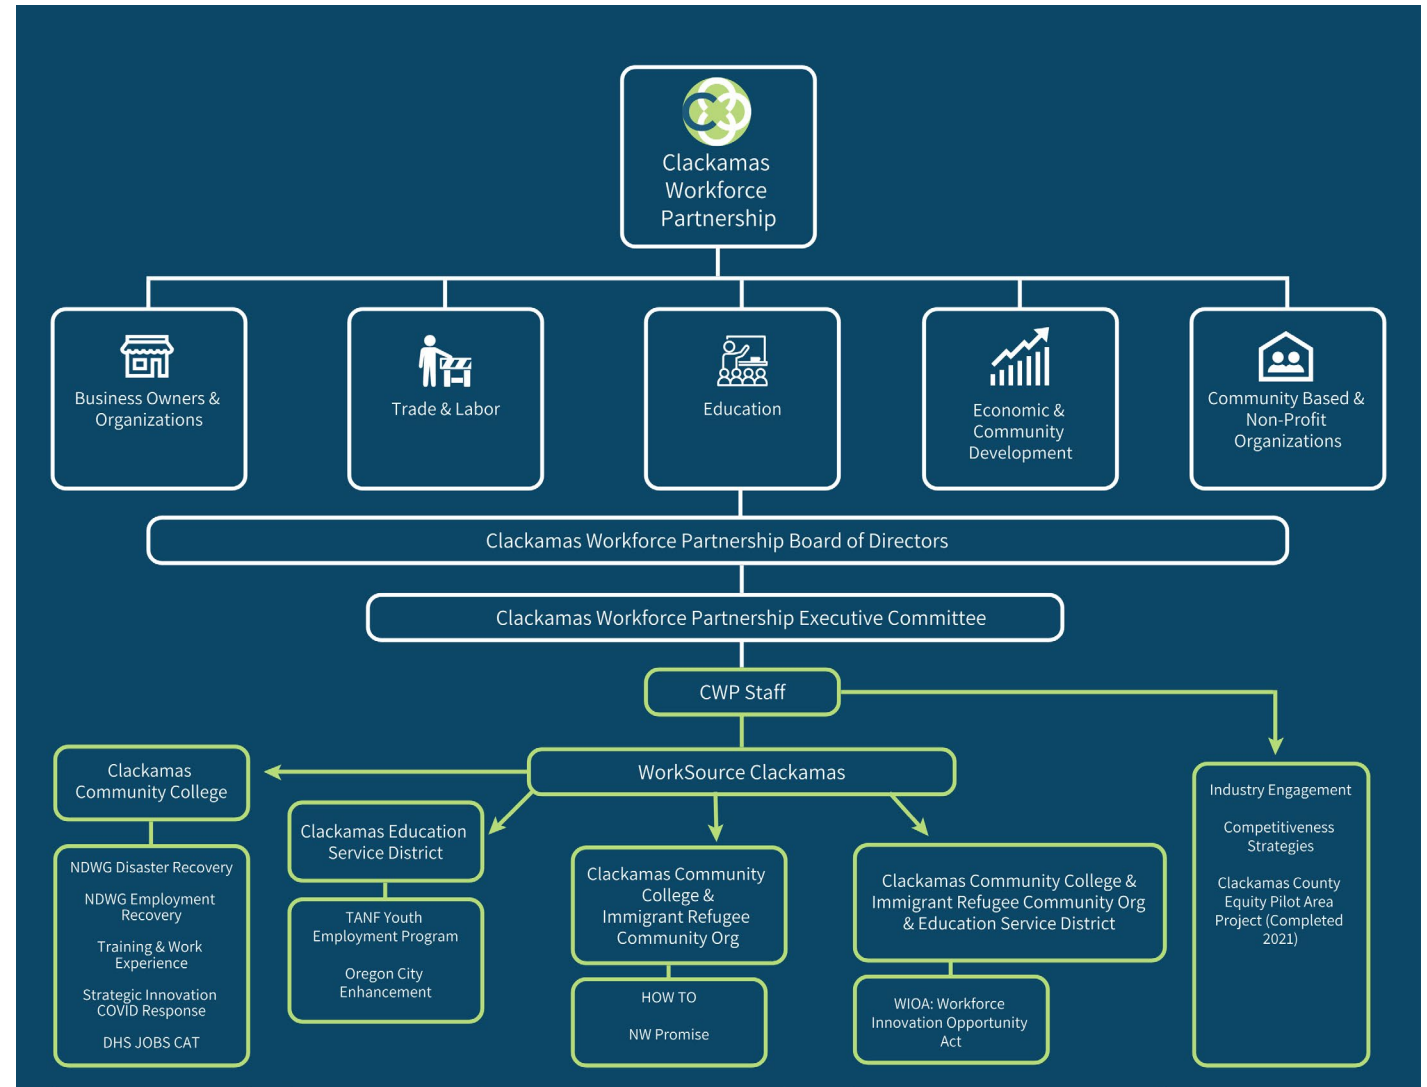 Clackamas
Workforce
Partnership
Business Owners &
Organizations
Trade & Labor
Education
Economic &
Community
Development
Community Based &
Non-Profit
Organizations
Clackamas Workforce Partnership Board of Directors
Clackamas Workforce Partnership Executive Committee
CWP Staff
WorkSource Clackamas
Clackamas
Community College
NDWG Disaster Recovery
NDWG Employment
Recovery
Training & Work
Experience
Strategic Innovation
COVID Response
DHS JOBS CAT
Clackamas Education
Service District
TANF Youth
Employment Program
Oregon City
Enhancement
Clackamas Community
College &
Immigrant Refugee
Community Org
HOW TO
NW Promise
Clackamas Community College &
Immigrant Refugee Community Org
& Education Service District
WIOA: Workforce
Innovation Opportunity
Act
Industry Engagement
Competitiveness
Strategies
Clackamas County
Equity Pilot Area
Project (Completed
2021)